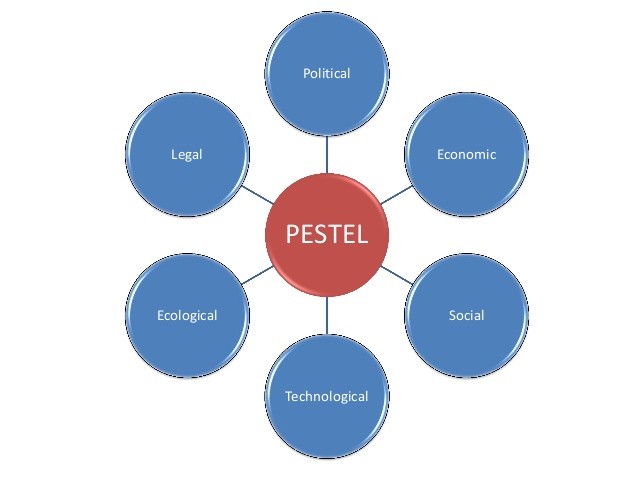 Political
Legal
Economic
PESTEL
Ecological
Social
Technological